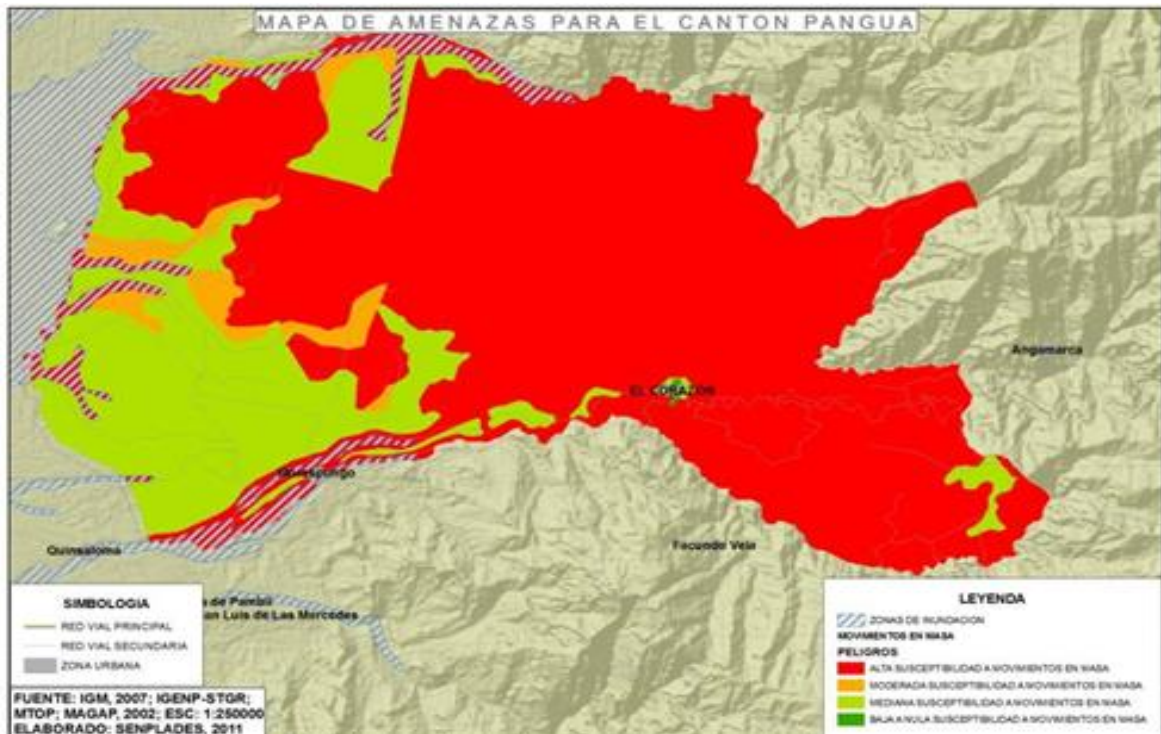 MAPA DE AMENAZAS PARA EL CANTON PANGUA
Angamarca
EL CORAZON
Quinsaloma
Facundo Vela
de Pambil
an Luis de Las Mercedes
SIMBOLOGIA
RED VIAL PRINCIPAL
RED VIAL SECUNDARIA
ZONA URBANA
FUENTE: IGM, 2007; IGENP-STGR;
MTOP; MAGAP, 2002; ESC: 1:250000
ELABORADO: SENPLADES, 2011
LEYENDA
ZONAS DE INUNDACION
MOVIMIENTOS EN MASA
PELIGROS
ALTA SUSCEPTIBILIDAD A MOVIMIENTOS EN MASA
MODERADA SUSCEPTIBILIDAD A MOVIMIENTOS EN MASA
MEDIANA SUSCEPTIBILIDAD A MOVIMIENTOS EN MASA
BAJA A NULA SUSCEPTIBILIDAD A MOVIMIENTOS EN MASA